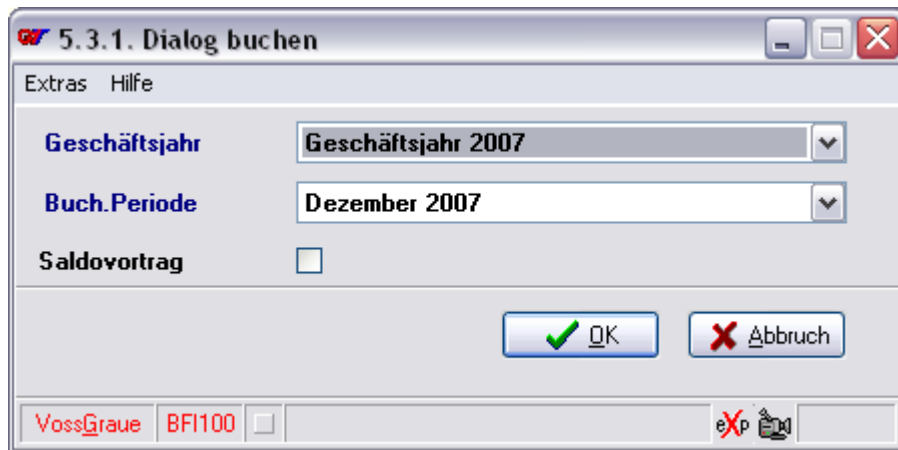 5.3.1. Dialog buchen
Extras Hilfe
Geschäftsjahr Geschäftsjahr 2007
Buch.Periode Dezember 2007
Saldovortrag
OK Abbruch
VossGraue BFI100 eXp